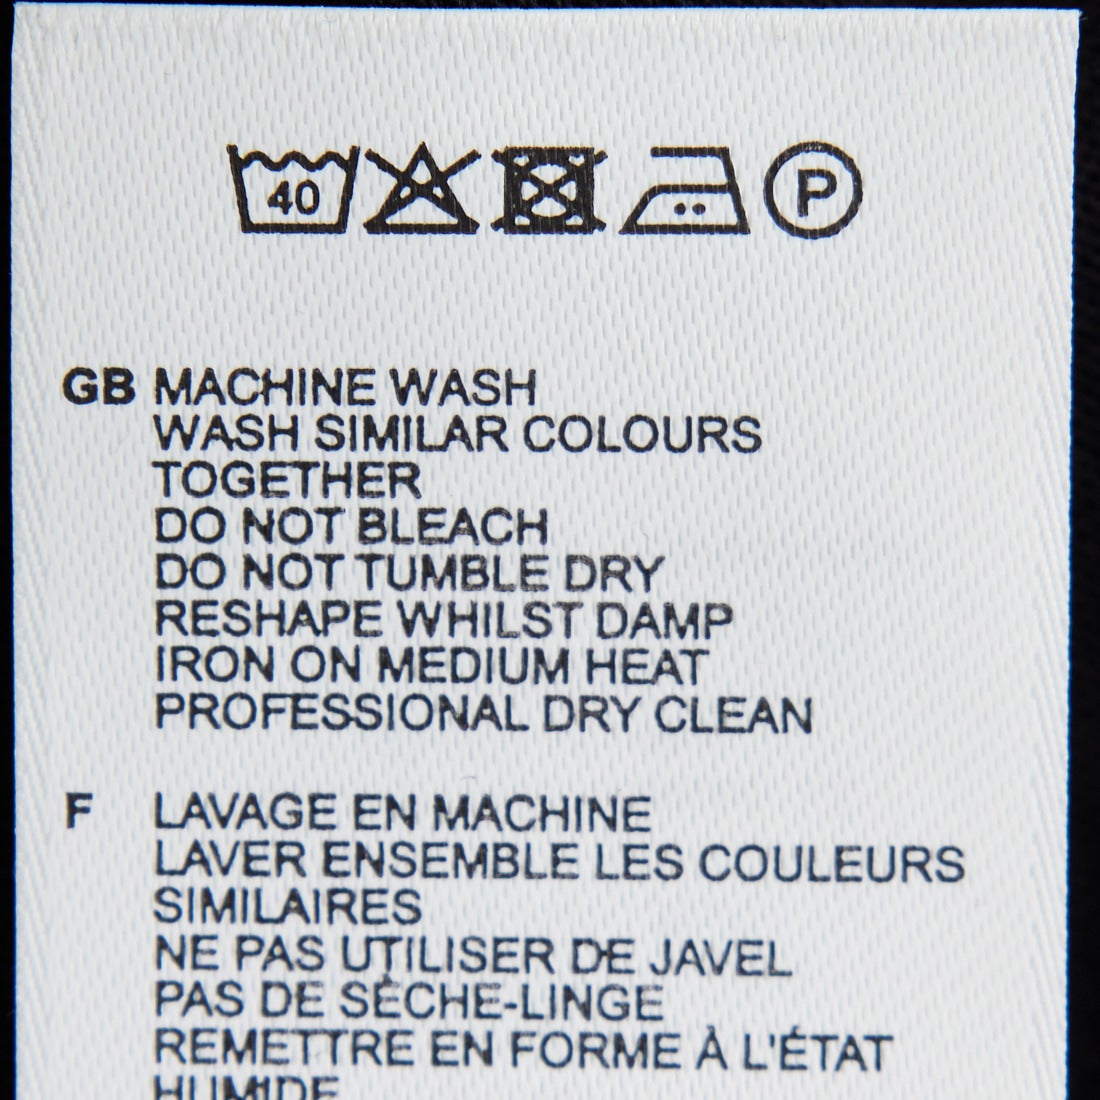 40 P
GB MACHINE WASH
WASH SIMILAR COLOURS
TOGETHER
DO NOT BLEACH
DO NOT TUMBLE DRY
RESHAPE WHILST DAMP
IRON ON MEDIUM HEAT
PROFESSIONAL DRY CLEAN
F LAVAGE EN MACHINE
LAVER ENSEMBLE LES COULEURS
SIMILAIRES
NE PAS UTILISER DE JAVEL
PAS DE SÈCHE-LINGE
REMETTRE EN FORME À L'ÉTAT
HUMIDE